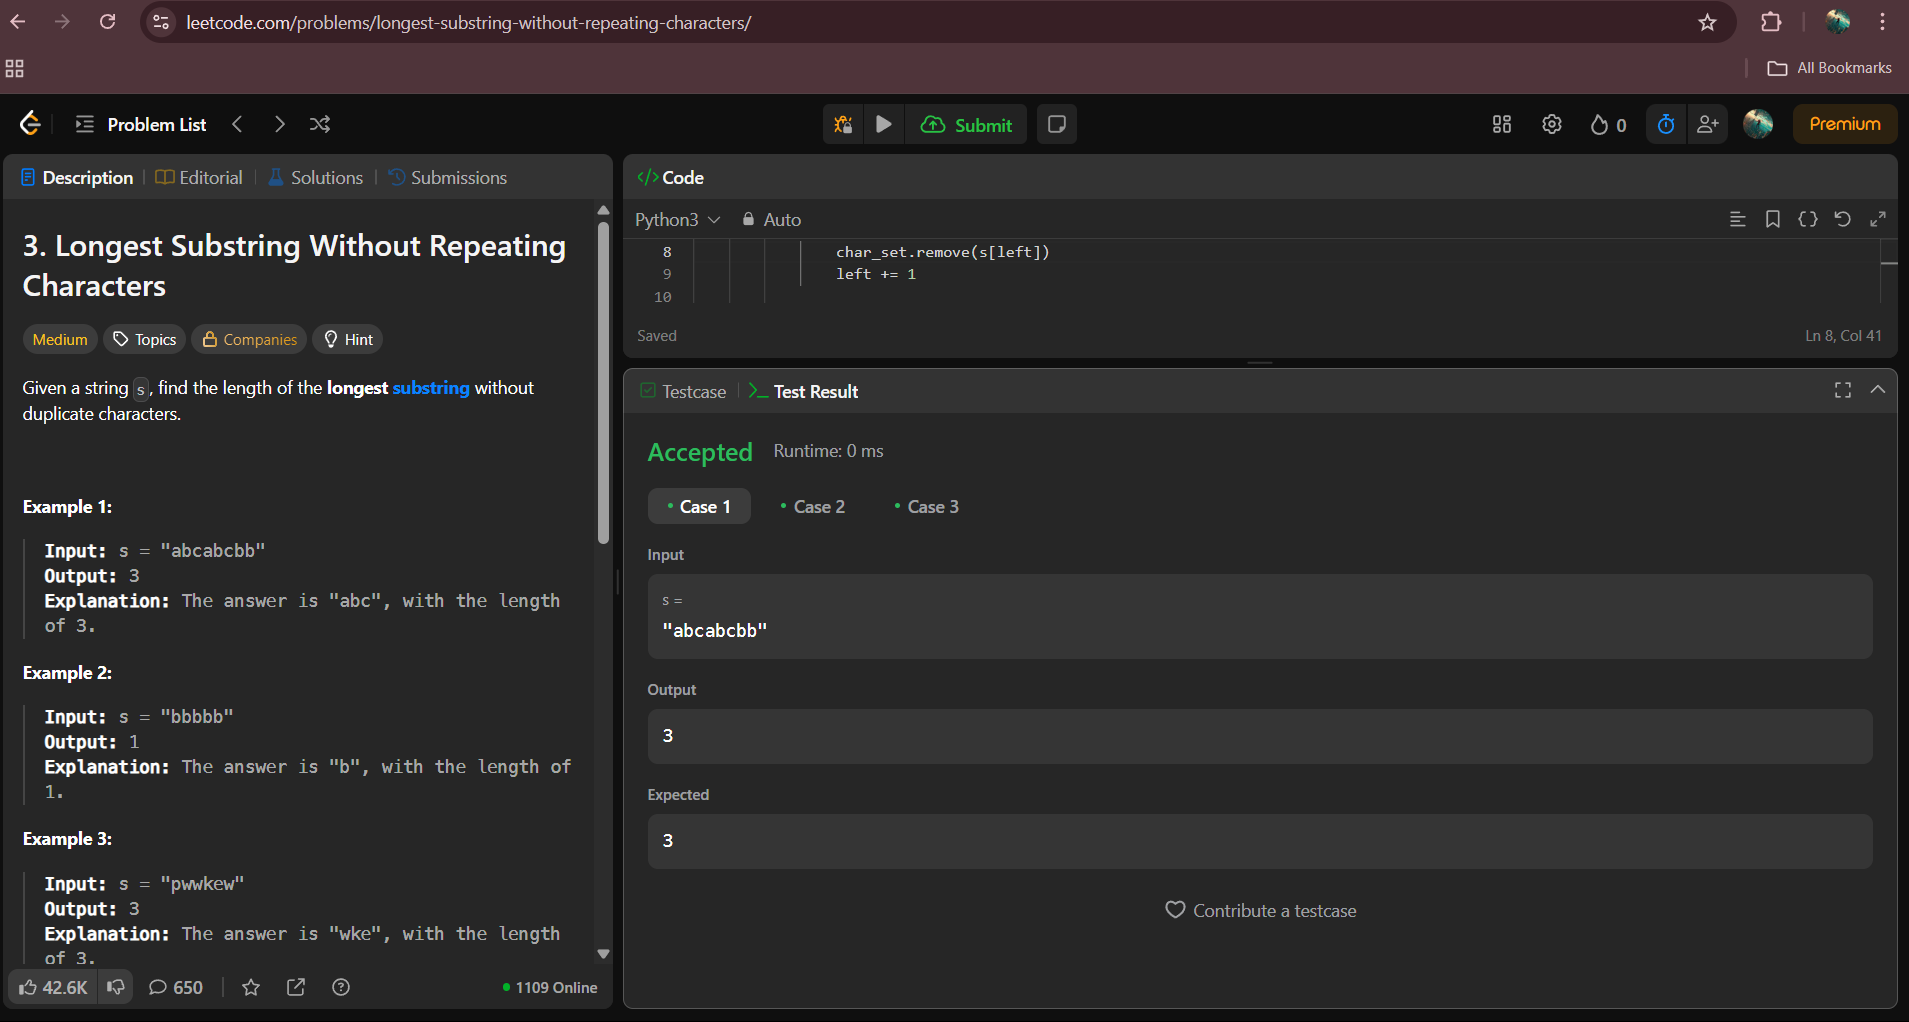 leetcode.com/problems/longest-substring-without-repeating-characters/
All Bookmarks
Problem List
Submit
0
Premium
Description
Editorial
Solutions
Submissions
3. Longest Substring Without Repeating
Characters
Medium
Topics
Companies
Hint
Given a string s, find the length of the longest substring without
duplicate characters.
Example 1:
Input: s = "abcabcbb"
Output: 3
Explanation: The answer is "abc", with the length
of 3.
Example 2:
Input: s = "bbbbb"
Output: 1
Explanation: The answer is "b", with the length of
1.
Example 3:
Input: s = "pwwkew"
Output: 3
Explanation: The answer is "wke", with the length
of 3.
42.6K
650
1109 Online
</> Code
Python3
Auto
8 char_set.remove(s[left])
9 left += 1
10
Saved
Ln 8, Col 41
Testcase
>_ Test Result
Accepted
Runtime: 0 ms
Case 1
Case 2
Case 3
Input
s =
"abcabcbb"
Output
3
Expected
3
Contribute a testcase